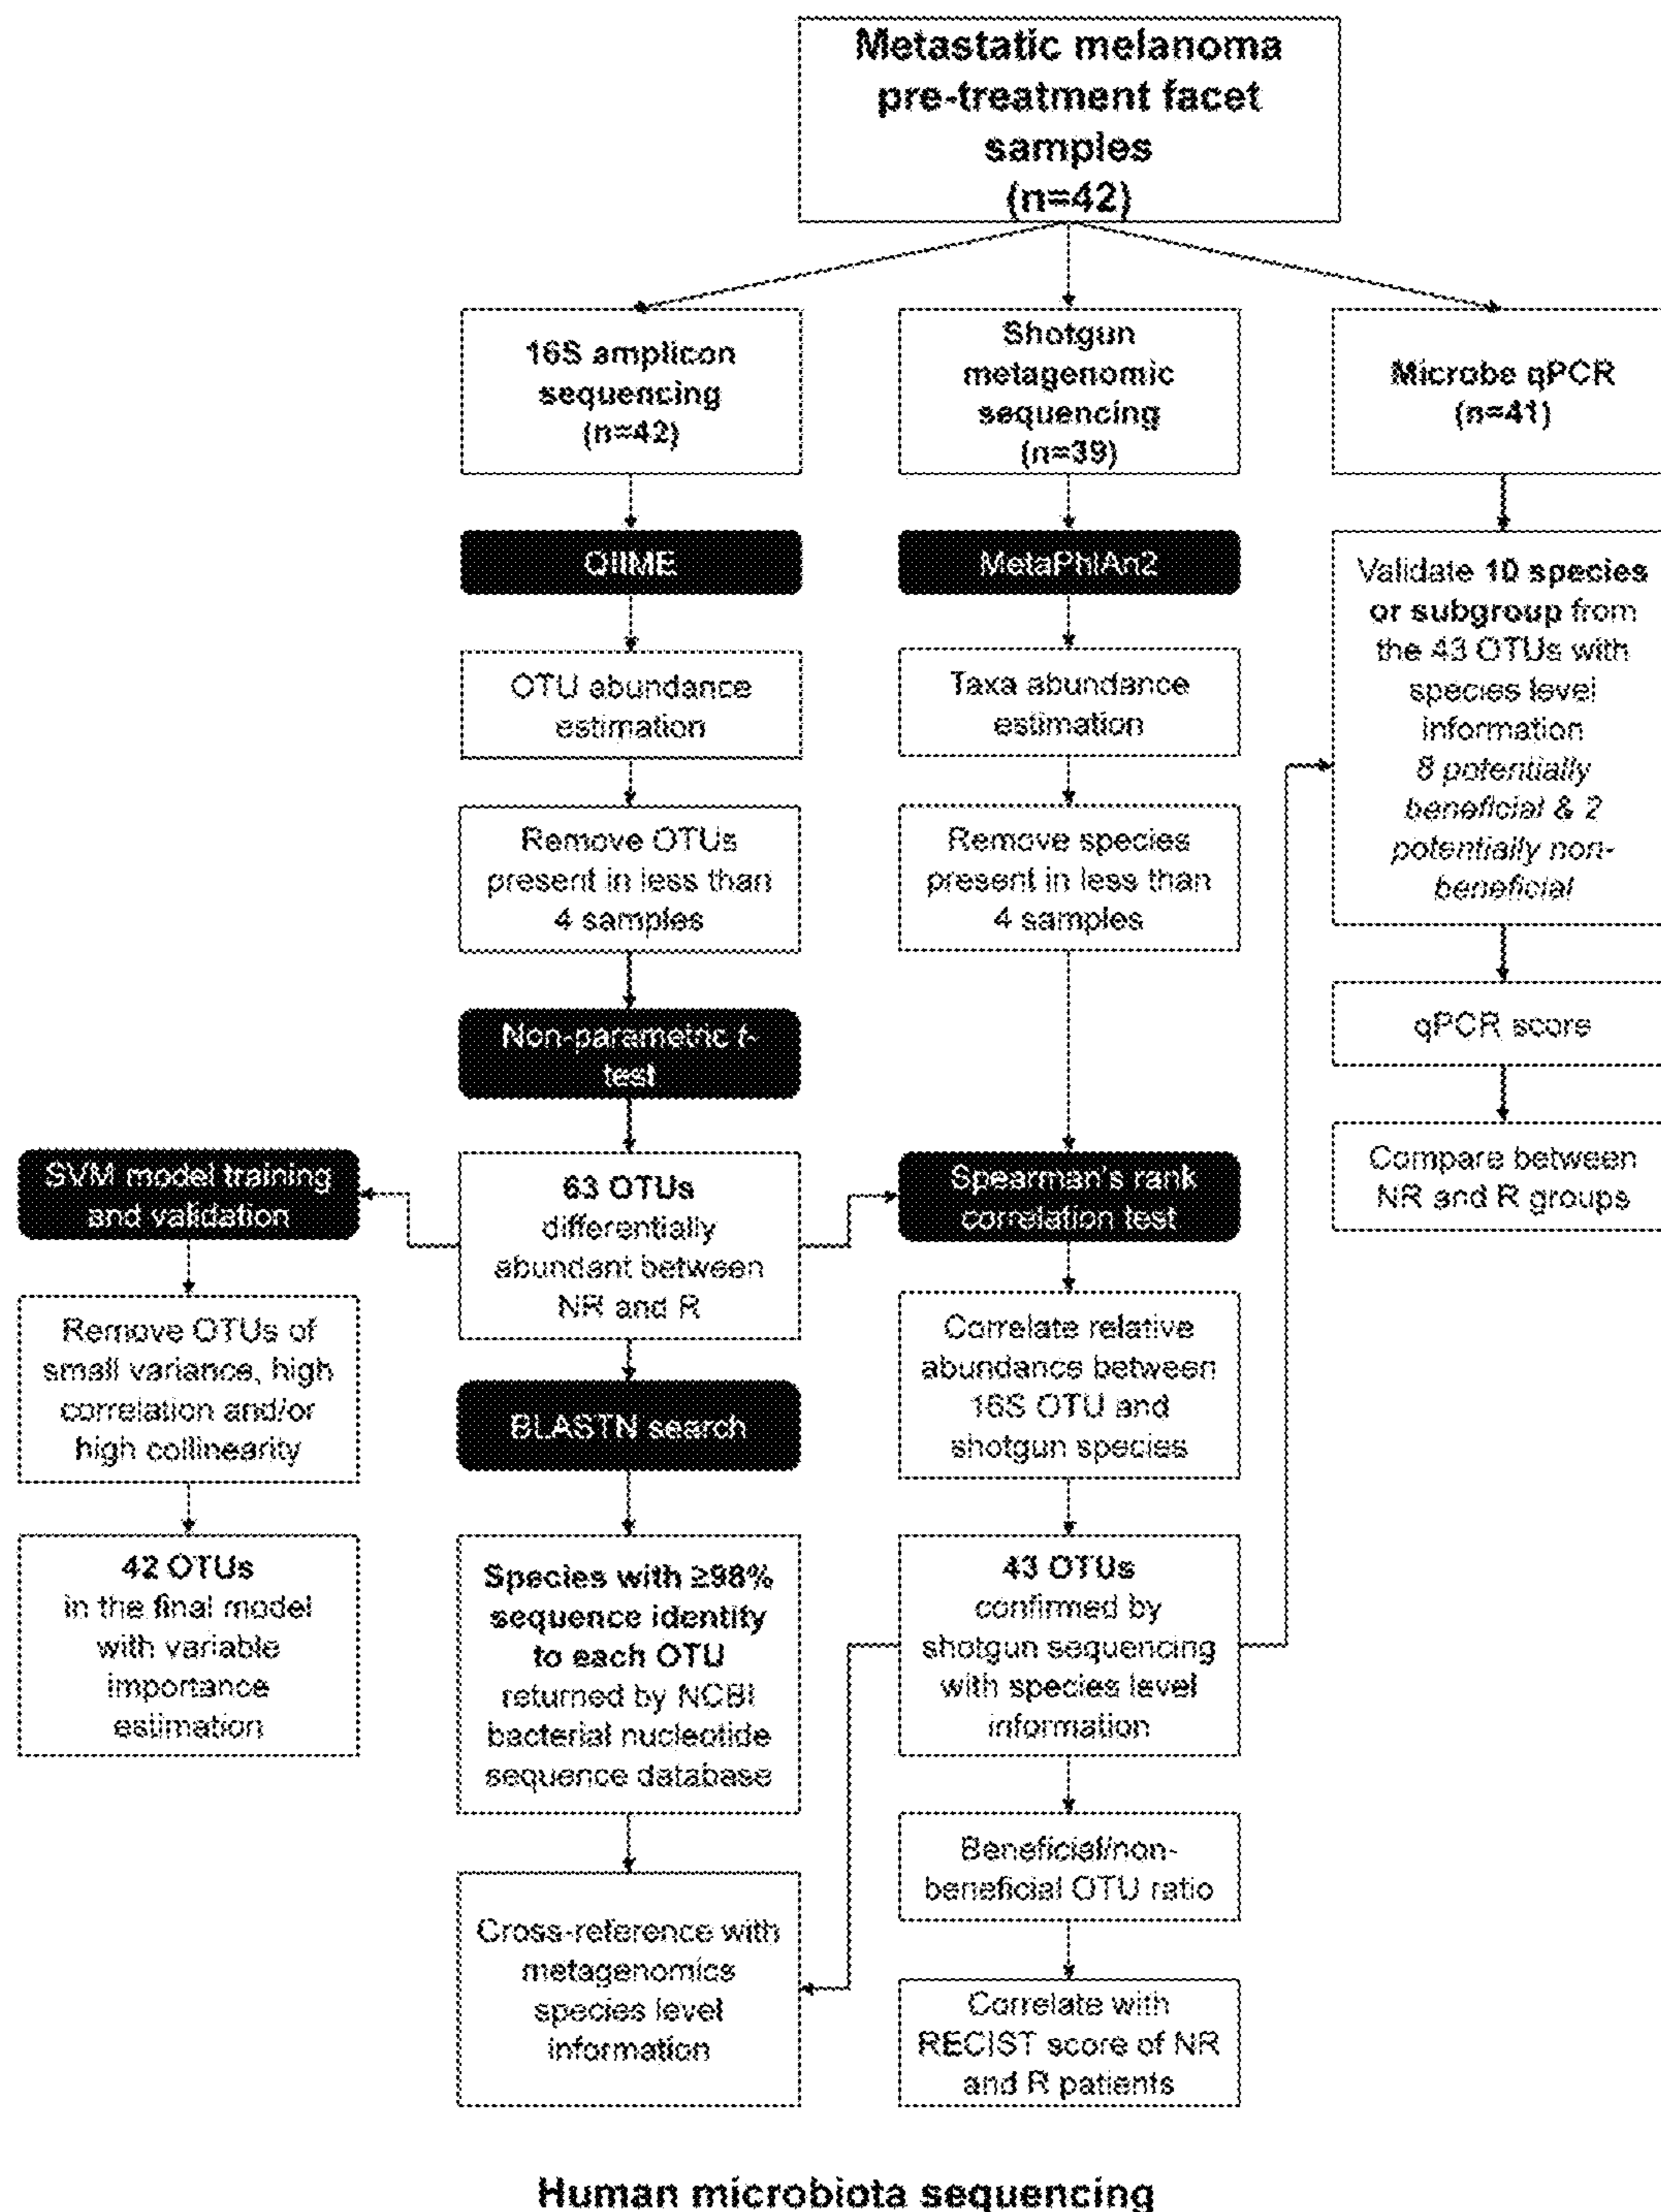 Metastatic melanoma
pre-treatment facet
samples
(n=42)
16S amplicon
sequencing
(n=42)
Shotgun
metagenomic
sequencing
(n=39)
Microbe qPCR
(n=41)
QIIME
MetaPhlAn2
Validate 10 species
or subgroup from
the 43 OTUs with
species level
information
8 potentially
beneficial & 2
potentially non-
beneficial
OTU abundance
estimation
Taxa abundance
estimation
Remove OTUs
present in less than
4 samples
Remove species
present in less than
4 samples
qPCR score
Non-parametric t-
test
Compare between
NR and R groups
SVM model training
and validation
63 OTUs
differentially
abundant between
NR and R
Spearman's rank
correlation test
Remove OTUs of
small variance, high
correlation and/or
high collinearity
BLASTN search
Correlate relative
abundance between
16S OTU and
shotgun species
42 OTUs
in the final model
with variable
importance
estimation
Species with ≥98%
sequence identity
to each OTU
returned by NCBI
bacterial nucleotide
sequence database
43 OTUs
confirmed by
shotgun sequencing
with species level
information
Beneficial/non-
beneficial OTU ratio
Cross-reference with
metagenomics
species level
information
Correlate with
RECIST score of NR
and R patients
Human microbiota sequencing